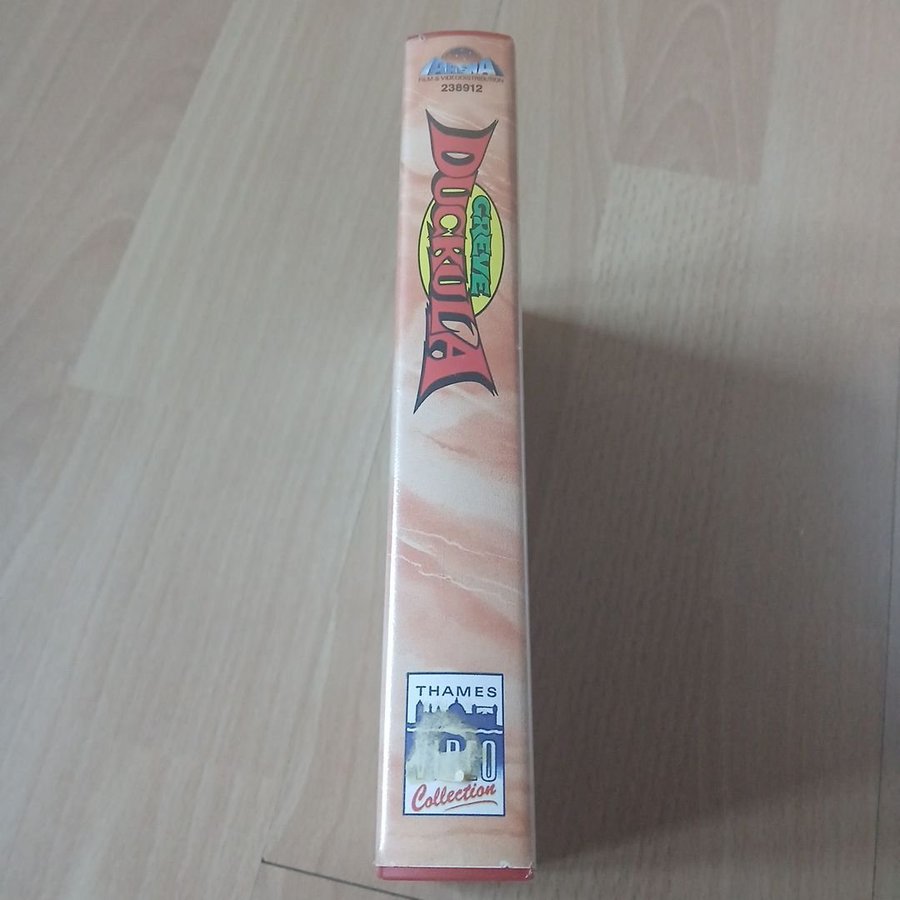 ARENA
FILM & VIDEODISTRIBUTION
238912
GREVE
DUCKULA
THAMES
Collection